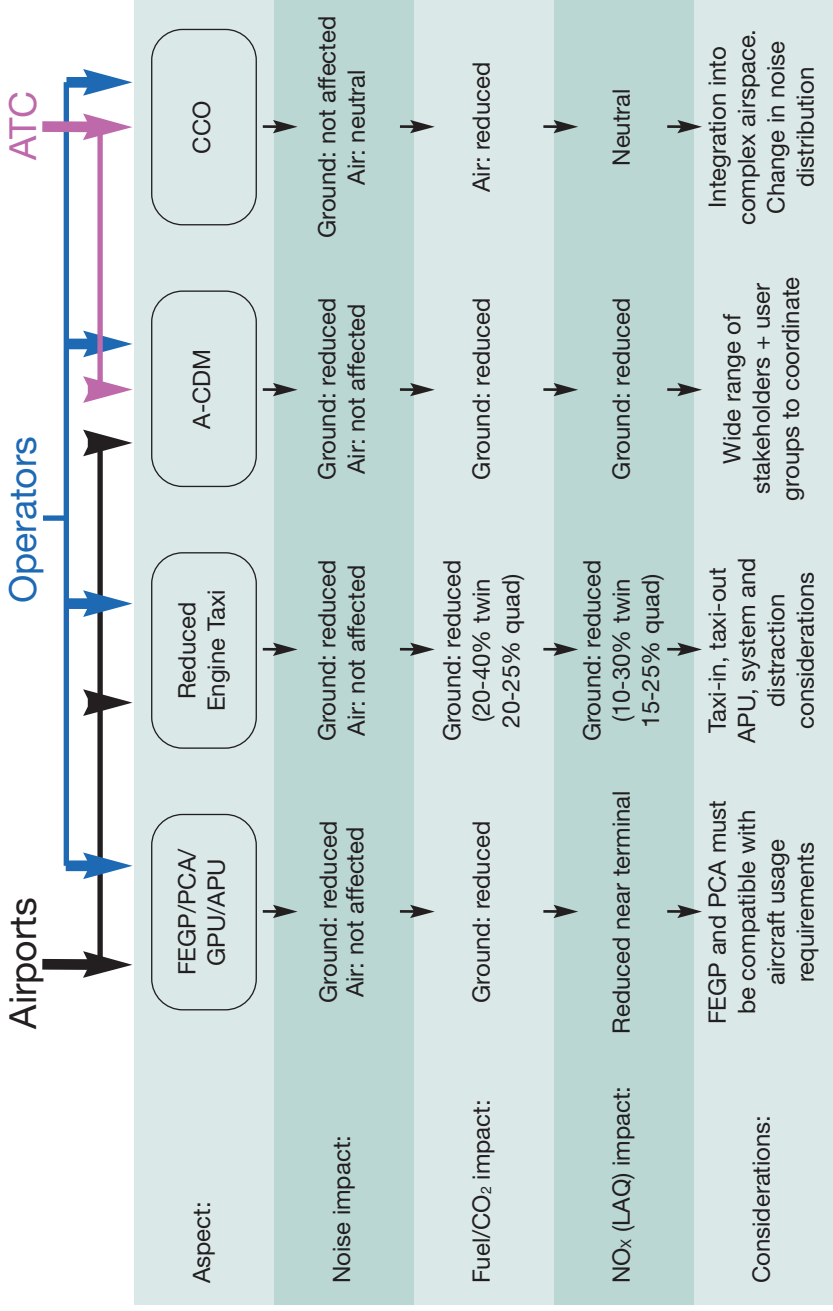 Airports
Operators
ATC
Aspect:
FEGP/PCA/
GPU/APU
Reduced
Engine Taxi
A-CDM
CCO
Noise impact:
Ground: reduced
Air: not affected
Ground: reduced
Air: not affected
Ground: reduced
Air: not affected
Ground: not affected
Air: neutral
Fuel/CO₂ impact:
Ground: reduced
Ground: reduced
(20-40% twin
20-25% quad)
Ground: reduced
Air: reduced
NOx (LAQ) impact:
Reduced near terminal
Ground: reduced
(10-30% twin
15-25% quad)
Ground: reduced
Neutral
Considerations:
FEGP and PCA must
be compatible with
aircraft usage
requirements
Taxi-in, taxi-out
APU, system and
distraction
considerations
Wide range of
stakeholders + user
groups to coordinate
Integration into
complex airspace.
Change in noise
distribution